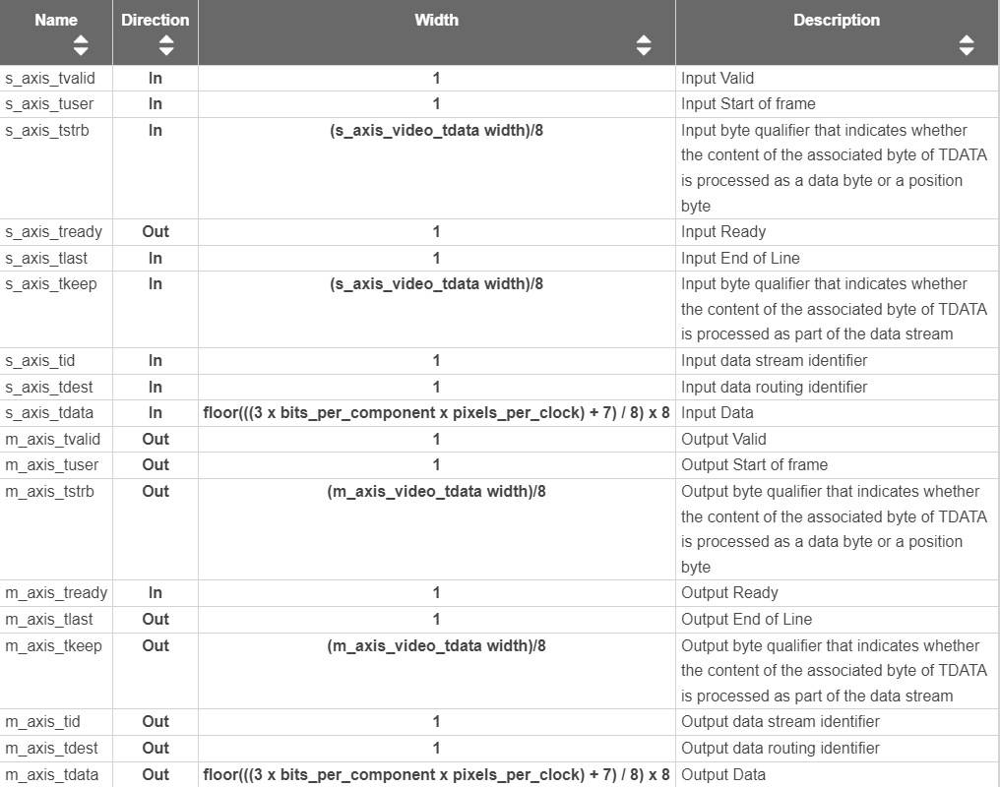 Name Direction Width Description
s_axis_tvalid In 1 Input Valid
s_axis_tuser In 1 Input Start of frame
s_axis_tstrb In (s_axis_video_tdata width)/8 Input byte qualifier that indicates whether
the content of the associated byte of TDATA
is processed as a data byte or a position
byte
s_axis_tready Out 1 Input Ready
s_axis_tlast In 1 Input End of Line
s_axis_tkeep In (s_axis_video_tdata width)/8 Input byte qualifier that indicates whether
the content of the associated byte of TDATA
is processed as part of the data stream
s_axis_tid In 1 Input data stream identifier
s_axis_tdest In 1 Input data routing identifier
s_axis_tdata In floor(((3 x bits_per_component x pixels_per_clock) + 7) / 8) x 8 Input Data
m_axis_tvalid Out 1 Output Valid
m_axis_tuser Out 1 Output Start of frame
m_axis_tstrb Out (m_axis_video_tdata width)/8 Output byte qualifier that indicates whether
the content of the associated byte of TDATA
is processed as a data byte or a position
byte
m_axis_tready In 1 Output Ready
m_axis_tlast Out 1 Output End of Line
m_axis_tkeep Out (m_axis_video_tdata width)/8 Output byte qualifier that indicates whether
the content of the associated byte of TDATA
is processed as part of the data stream
m_axis_tid Out 1 Output data stream identifier
m_axis_tdest Out 1 Output data routing identifier
m_axis_tdata Out floor(((3 x bits_per_component x pixels_per_clock) + 7) / 8) x 8 Output Data